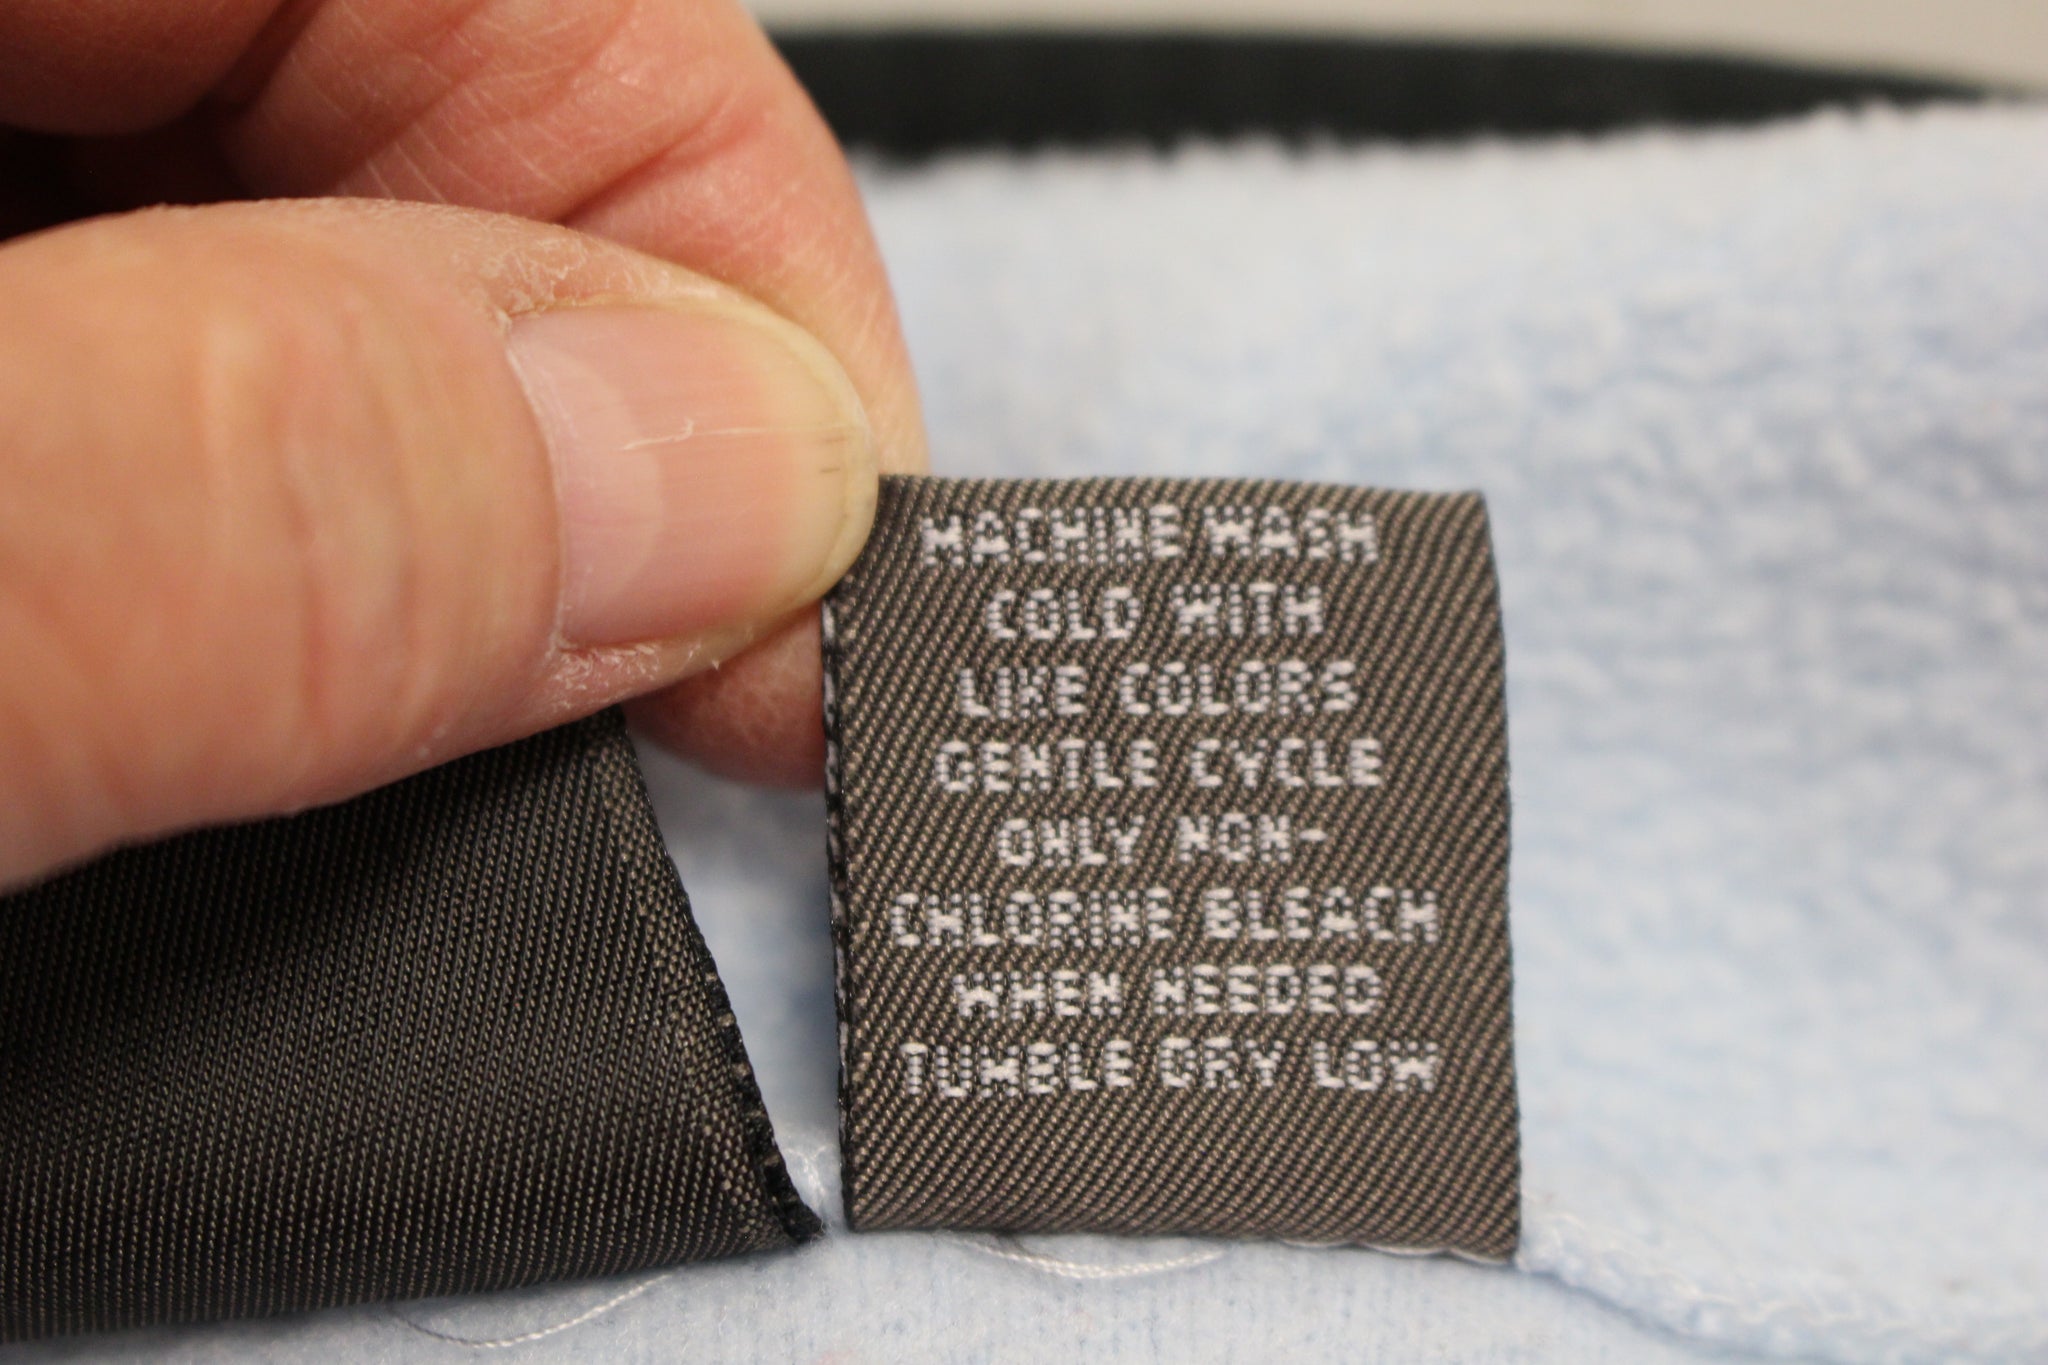 MACHINE WASH
COLD WITH
LIKE COLORS
GENTLE CYCLE
ONLY NON-
CHLORINE BLEACH
WHEN NEEDED
TUMBLE DRY LOW